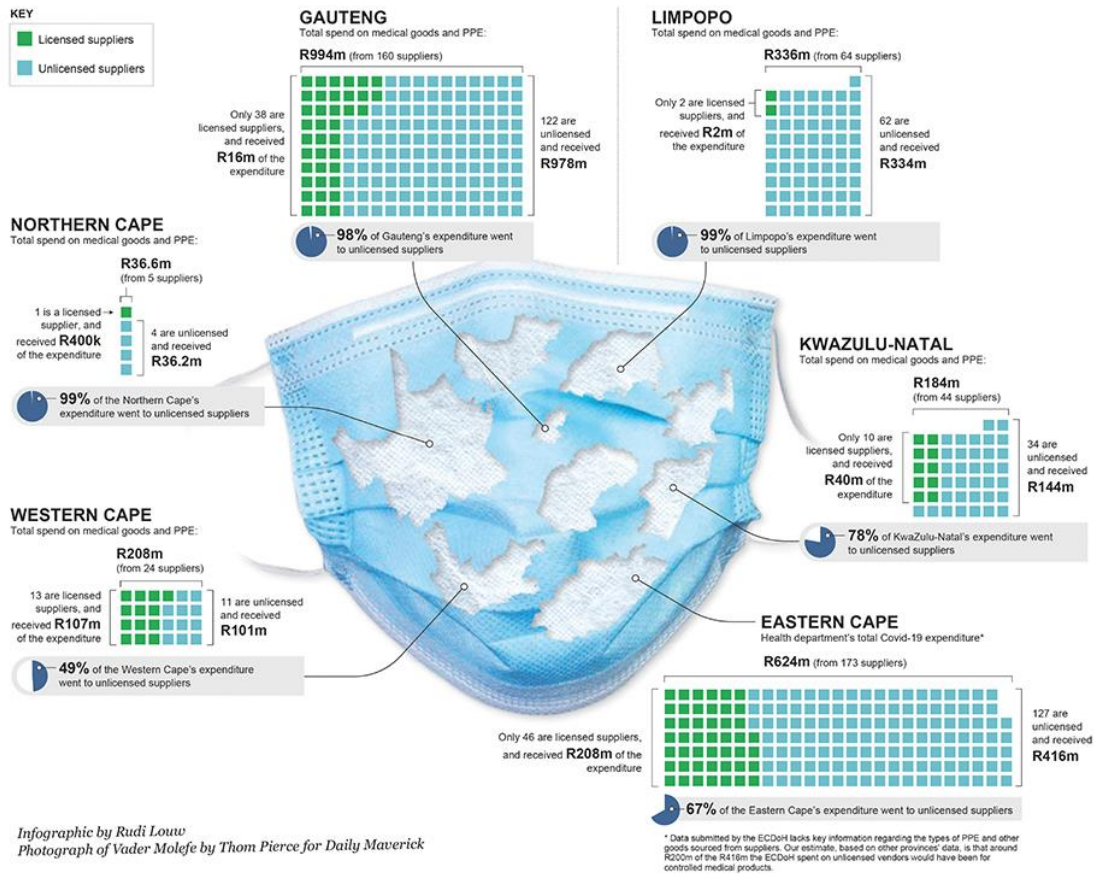 KEY
Licensed suppliers
Unlicensed suppliers
GAUTENG
Total spend on medical goods and PPE:
R994m (from 160 suppliers)
Only 38 are
licensed suppliers,
and received
R16m of the
expenditure
122 are
unlicensed
and received
R978m
98% of Gauteng's expenditure went
to unlicensed suppliers
LIMPOPO
Total spend on medical goods and PPE:
R336m (from 64 suppliers)
Only 2 are licensed
suppliers, and
received R2m of
the expenditure
62 are
unlicensed
and received
R334m
99% of Limpopo's expenditure went
to unlicensed suppliers
NORTHERN CAPE
Total spend on medical goods and PPE:
R36.6m
(from 5 suppliers)
1 is a licensed
supplier, and
received R400k
of the expenditure
4 are unlicensed
and received
R36.2m
99% of the Northern Cape's
expenditure went to unlicensed suppliers
KWAZULU-NATAL
Total spend on medical goods and PPE:
R184m
(from 44 suppliers)
Only 10 are
licensed suppliers,
and received
R40m of the
expenditure
34 are
unlicensed
and received
R144m
78% of KwaZulu-Natal's expenditure went
to unlicensed suppliers
WESTERN CAPE
Total spend on medical goods and PPE:
R208m
(from 24 suppliers)
13 are licensed
suppliers, and
received R107m
of the expenditure
11 are unlicensed
and received
R101m
49% of the Western Cape's expenditure
went to unlicensed suppliers
EASTERN CAPE
Health department's total Covid-19 expenditure*
R624m (from 173 suppliers)
Only 46 are licensed suppliers,
and received R208m of the
expenditure
127 are
unlicensed
and received
R416m
67% of the Eastern Cape's expenditure went to unlicensed suppliers
* Data submitted by the ECDoH lacks key information regarding the types of PPE and other
goods sourced from suppliers. Our estimate, based on other provinces' data, is that around
R200m of the R416m the ECDoH spent on unlicensed vendors would have been for
controlled medical products.
Infographic by Rudi Louw
Photograph of Vader Molefe by Thom Pierce for Daily Maverick